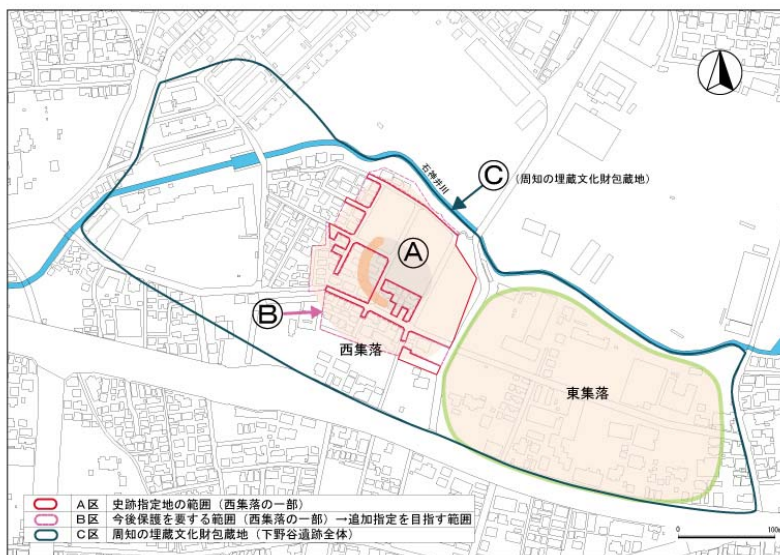 石神井川
C
(周知の埋蔵文化財包蔵地)
A
B
西集落
東集落
A区 史跡指定地の範囲(西集落の一部)
B区 今後保護を要する範囲(西集落の一部)→追加指定を目指す範囲
C区 周知の埋蔵文化財包蔵地(下野谷遺跡全体)
0 100m